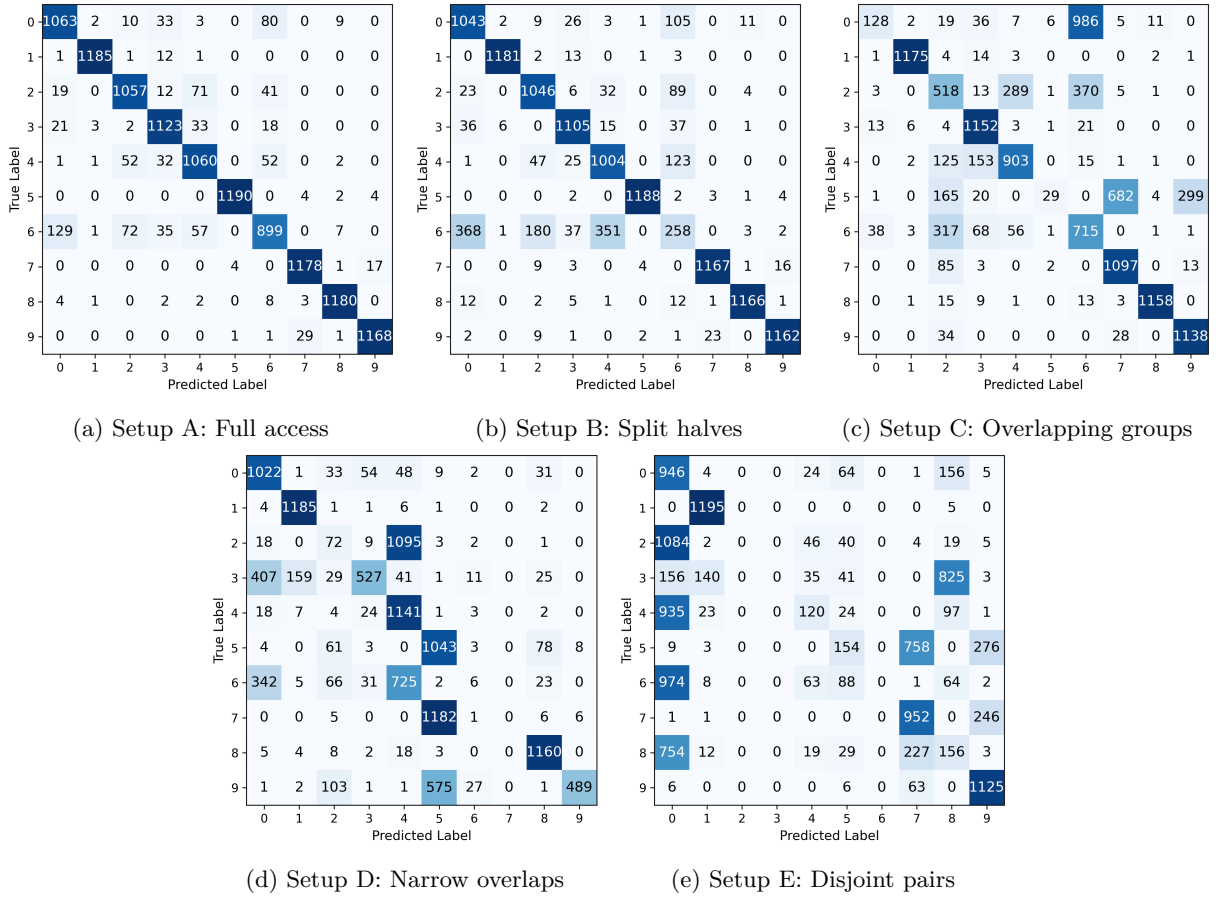 0 1063 2 10 33 3 0 80 0 9 0
1 1 1185 1 12 1 0 0 0 0 0
2 19 0 1057 12 71 0 41 0 0 0
3 21 3 2 1123 33 0 18 0 0 0
4 1 1 52 32 1060 0 52 0 2 0
5 0 0 0 0 0 1190 0 4 2 4
6 129 1 72 35 57 0 899 0 7 0
7 0 0 0 0 0 4 0 1178 1 17
8 4 1 0 2 2 0 8 3 1180 0
9 0 0 0 0 0 1 1 29 1 1168
0 1 2 3 4 5 6 7 8 9
True Label
Predicted Label
(a) Setup A: Full access
0 1043 2 9 26 3 1 105 0 11 0
1 0 1181 2 13 0 1 3 0 0 0
2 23 0 1046 6 32 0 89 0 4 0
3 36 6 0 1105 15 0 37 0 1 0
4 1 0 47 25 1004 0 123 0 0 0
5 0 0 0 2 0 1188 2 3 1 4
6 368 1 180 37 351 0 258 0 3 2
7 0 0 9 3 0 4 0 1167 1 16
8 12 0 2 5 1 0 12 1 1166 1
9 2 0 9 1 0 2 1 23 0 1162
0 1 2 3 4 5 6 7 8 9
True Label
Predicted Label
(b) Setup B: Split halves
0 128 2 19 36 7 6 986 5 11 0
1 1 1175 4 14 3 0 0 0 2 1
2 3 0 518 13 289 1 370 5 1 0
3 13 6 4 1152 3 1 21 0 0 0
4 0 2 125 153 903 0 15 1 1 0
5 1 0 165 20 0 29 0 682 4 299
6 38 3 317 68 56 1 715 0 1 1
7 0 0 85 3 0 2 0 1097 0 13
8 0 1 15 9 1 0 13 3 1158 0
9 0 0 34 0 0 0 0 28 0 1138
0 1 2 3 4 5 6 7 8 9
True Label
Predicted Label
(c) Setup C: Overlapping groups
0 1022 1 33 54 48 9 2 0 31 0
1 4 1185 1 1 6 1 0 0 2 0
2 18 0 72 9 1095 3 2 0 1 0
3 407 159 29 527 41 1 11 0 25 0
4 18 7 4 24 1141 1 3 0 2 0
5 4 0 61 3 0 1043 3 0 78 8
6 342 5 66 31 725 2 6 0 23 0
7 0 0 5 0 0 1182 1 0 6 6
8 5 4 8 2 18 3 0 0 1160 0
9 1 2 103 1 1 575 27 0 1 489
0 1 2 3 4 5 6 7 8 9
True Label
Predicted Label
(d) Setup D: Narrow overlaps
0 946 4 0 0 24 64 0 1 156 5
1 0 1195 0 0 0 0 0 0 5 0
2 1084 2 0 0 46 40 0 4 19 5
3 156 140 0 0 35 41 0 0 825 3
4 935 23 0 0 120 24 0 0 97 1
5 9 3 0 0 0 154 0 758 0 276
6 974 8 0 0 63 88 0 1 64 2
7 1 1 0 0 0 0 0 952 0 246
8 754 12 0 0 19 29 0 227 156 3
9 6 0 0 0 0 6 0 63 0 1125
0 1 2 3 4 5 6 7 8 9
True Label
Predicted Label
(e) Setup E: Disjoint pairs